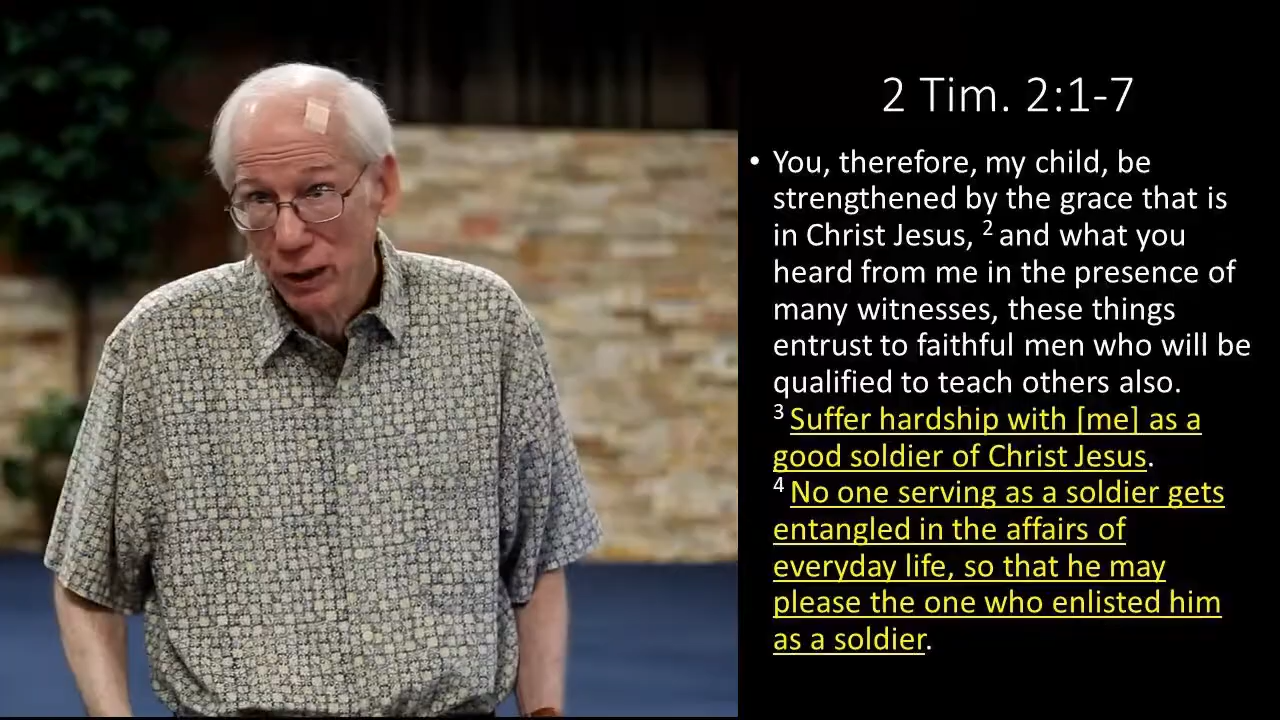 2 Tim. 2:1-7
• You, therefore, my child, be
strengthened by the grace that is
in Christ Jesus, ² and what you
heard from me in the presence of
many witnesses, these things
entrust to faithful men who will be
qualified to teach others also.
³ Suffer hardship with [me] as a
good soldier of Christ Jesus.
⁴ No one serving as a soldier gets
entangled in the affairs of
everyday life, so that he may
please the one who enlisted him
as a soldier.